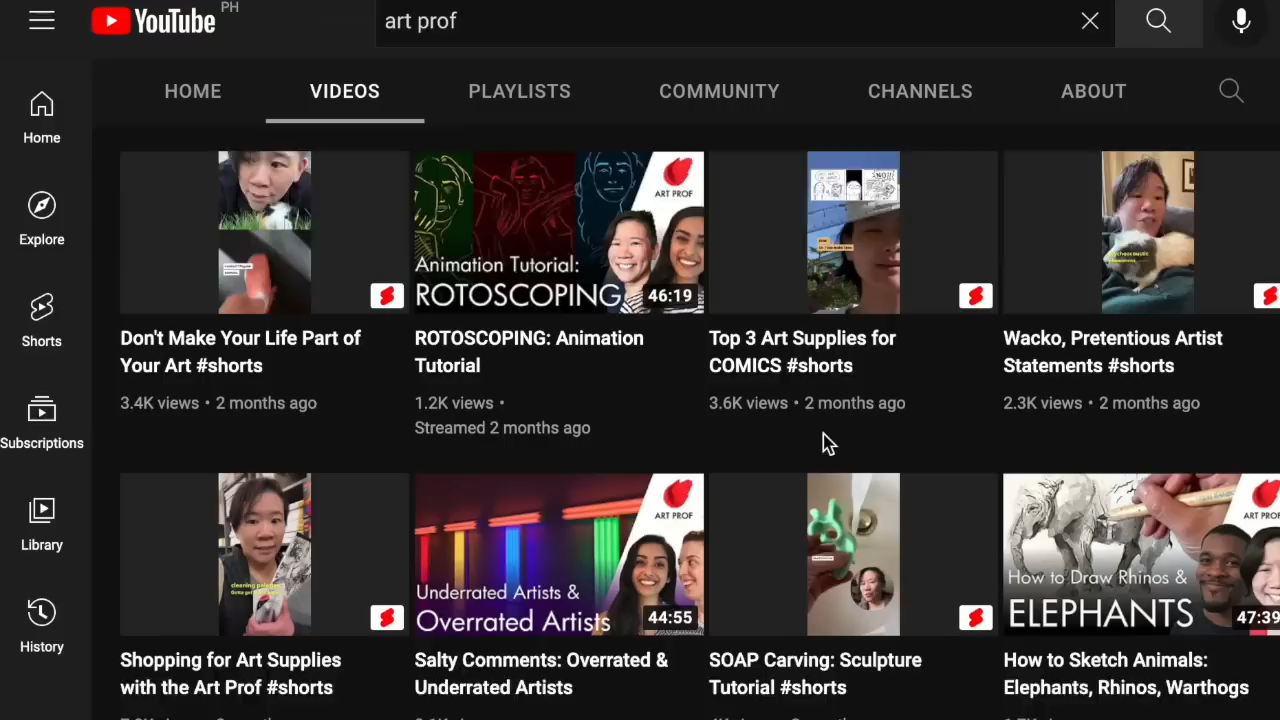 YouTube PH
art prof
HOME VIDEOS PLAYLISTS COMMUNITY CHANNELS ABOUT
Home
Explore
Shorts
Subscriptions
Library
History
ART PROF
Animation Tutorial:
ROTOSCOPING
46:19
Don't Make Your Life Part of
Your Art #shorts
3.4K views • 2 months ago
ROTOSCOPING: Animation
Tutorial
1.2K views •
Streamed 2 months ago
Top 3 Art Supplies for
COMICS #shorts
3.6K views • 2 months ago
Wacko, Pretentious Artist
Statements #shorts
2.3K views • 2 months ago
ART PROF
Underrated Artists &
Overrated Artists
44:55
ART PROF
How to Draw Rhinos &
ELEPHANTS
47:39
Shopping for Art Supplies
with the Art Prof #shorts
Salty Comments: Overrated &
Underrated Artists
SOAP Carving: Sculpture
Tutorial #shorts
How to Sketch Animals:
Elephants, Rhinos, Warthogs